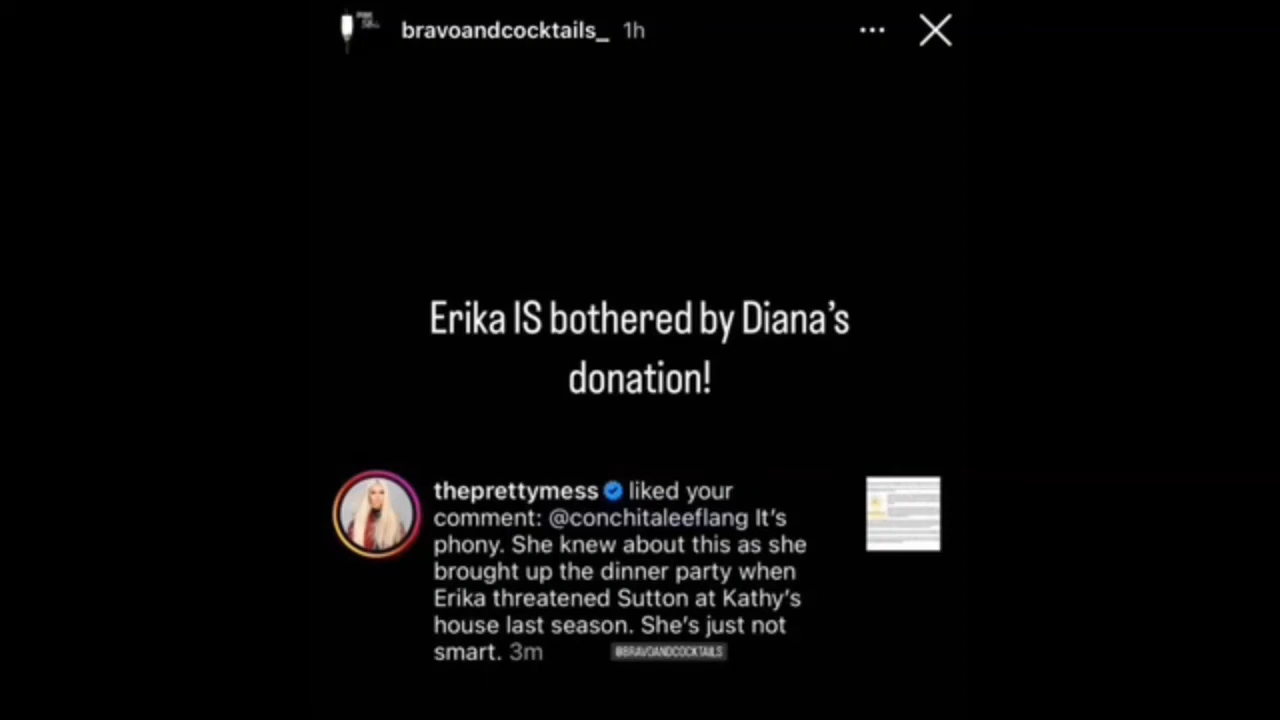 bravoandcocktails_ 1h
Erika IS bothered by Diana's
donation!
theprettymess liked your
comment: @conchitaleeflang It's
phony. She knew about this as she
brought up the dinner party when
Erika threatened Sutton at Kathy's
house last season. She's just not
smart. 3m
@BRAVOANDCOCKTAILS